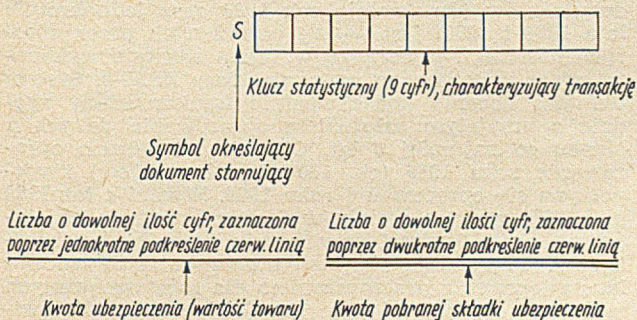 S
Klucz statystyczny (9 cyfr), charakteryzujący transakcję
Symbol określający
dokument stornujący
Liczba o dowolnej ilość cyfr, zaznaczona
poprzez jednokrotne podkreślenie czerw. linią
Kwota ubezpieczenia (wartość towaru)
Liczba o dowolnej ilości cyfr, zaznaczona
poprzez dwukrotne podkreślenie czerw. linią
Kwota pobranej składki ubezpieczenia